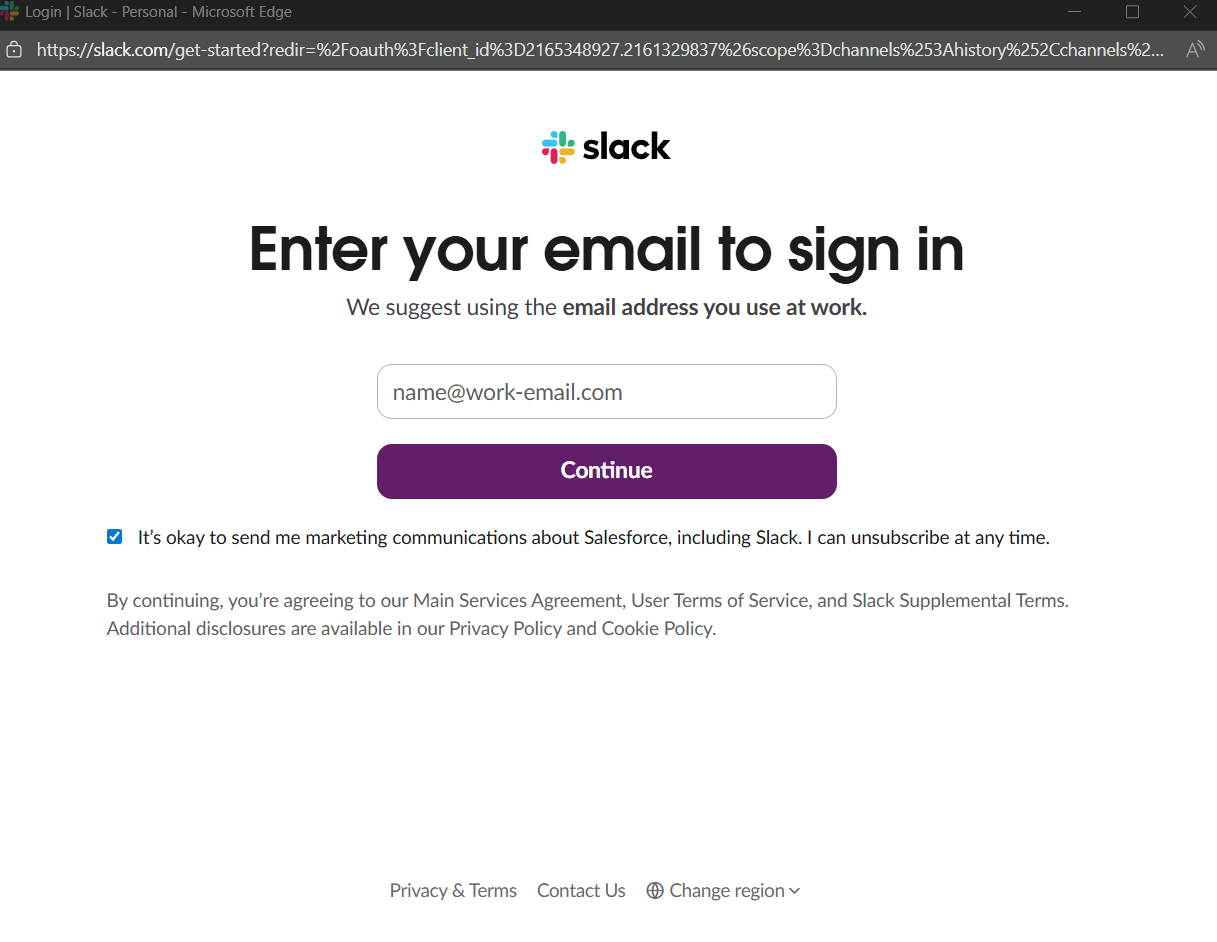 Login | Slack - Personal - Microsoft Edge
https://slack.com/get-started?redir=%2Foauth%3Fclient_id%3D2165348927.2161329837%26scope%3Dchannels%253Ahistory%252Cchannels%2...
slack
Enter your email to sign in
We suggest using the email address you use at work.
name@work-email.com
Continue
It’s okay to send me marketing communications about Salesforce, including Slack. I can unsubscribe at any time.
By continuing, you’re agreeing to our Main Services Agreement, User Terms of Service, and Slack Supplemental Terms.
Additional disclosures are available in our Privacy Policy and Cookie Policy.
Privacy & Terms Contact Us Change region